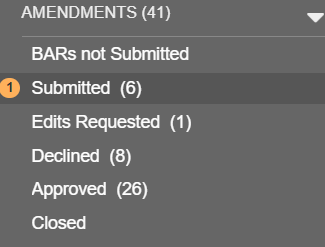 AMENDMENTS (41)
BARs not Submitted
1 Submitted (6)
Edits Requested (1)
Declined (8)
Approved (26)
Closed